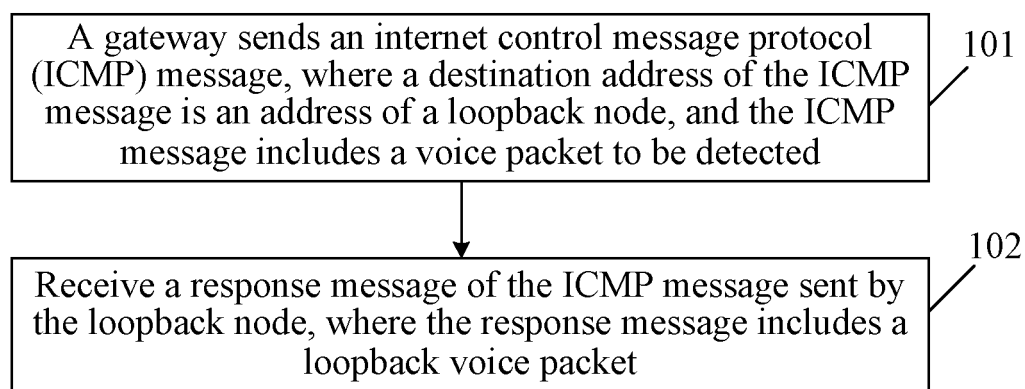 A gateway sends an internet control message protocol
(ICMP) message, where a destination address of the ICMP
message is an address of a loopback node, and the ICMP
message includes a voice packet to be detected
101
Receive a response message of the ICMP message sent by
the loopback node, where the response message includes a
loopback voice packet
102